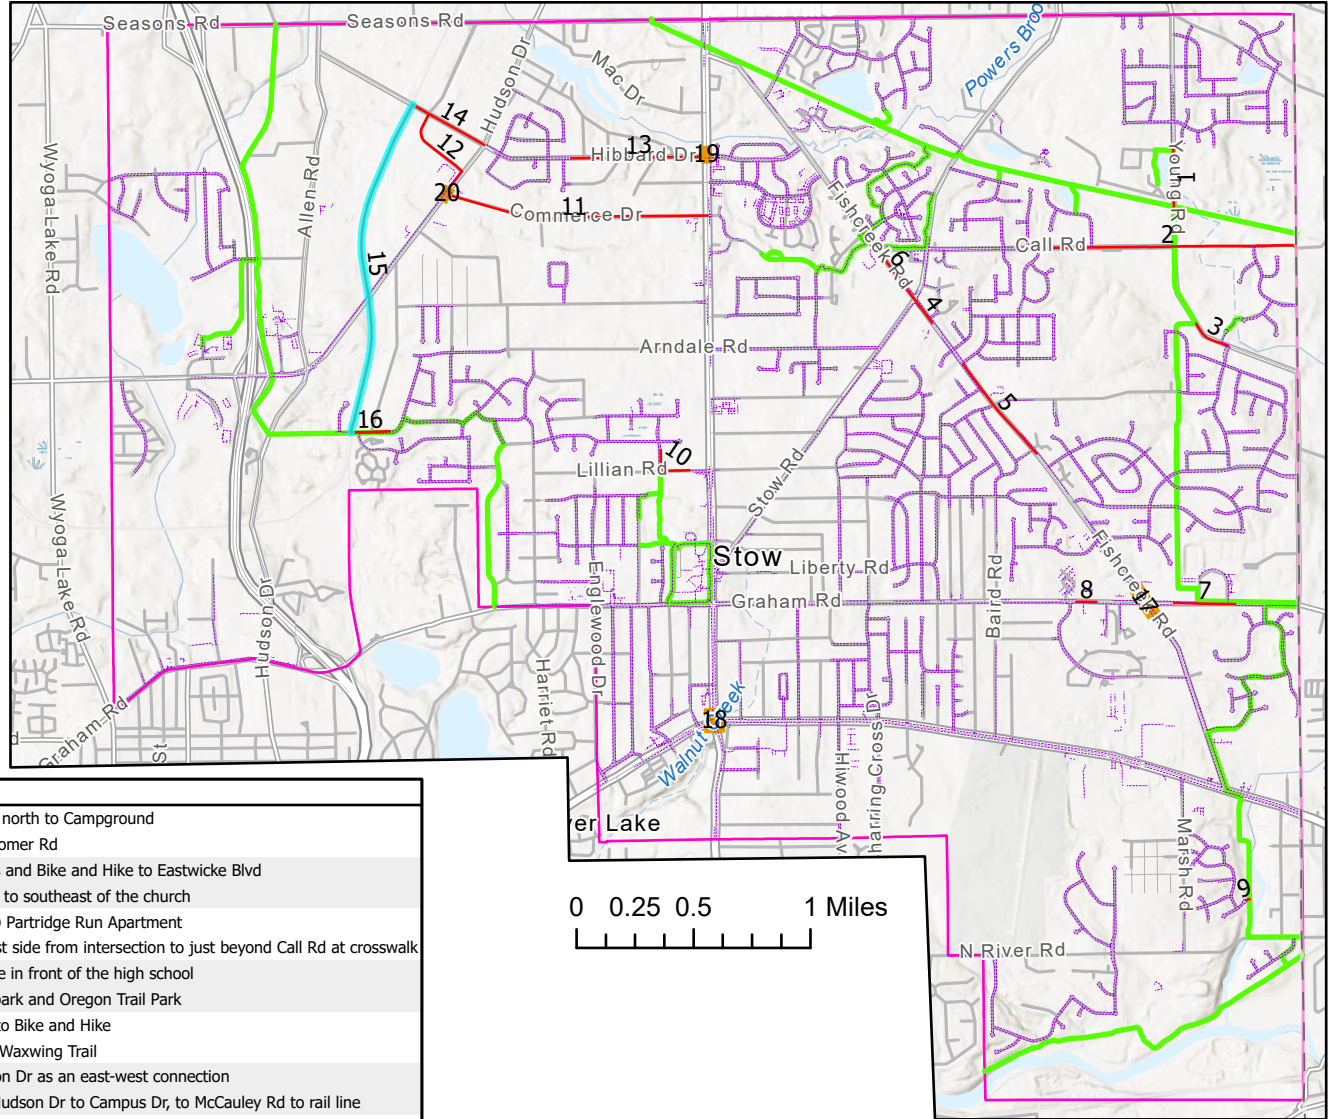 Seasons Rd
Seasons Rd
Mac Dr
Powers Broo
Hudson Dr
14
12
13
Hibbard Dr
19
20
11
Commerce Dr
Wyoga Lake Rd
Allen Rd
15
Fishcreek Rd
6
4
Young Rd
1
2
Call Rd
3
Arndale Rd
5
16
10
Lillian Rd
Stow Rd
Wyoga Lake Rd
Stow
Liberty Rd
Graham Rd
Englewood Dr
Baird Rd
Fishcreek Rd
8
17
7
Hudson Dr
Harriet Rd
Graham Rd
d
St
18
Walnut Creek
Hiwood Av
harring Cross Dr
ver Lake
Marsh Rd
9
N River Rd
0 0.25 0.5 1 Miles
north to Campground
omer Rd
s and Bike and Hike to Eastwicke Blvd
to southeast of the church
Partridge Run Apartment
st side from intersection to just beyond Call Rd at crosswalk
e in front of the high school
park and Oregon Trail Park
to Bike and Hike
Waxwing Trail
on Dr as an east-west connection
Hudson Dr to Campus Dr, to McCauley Rd to rail line